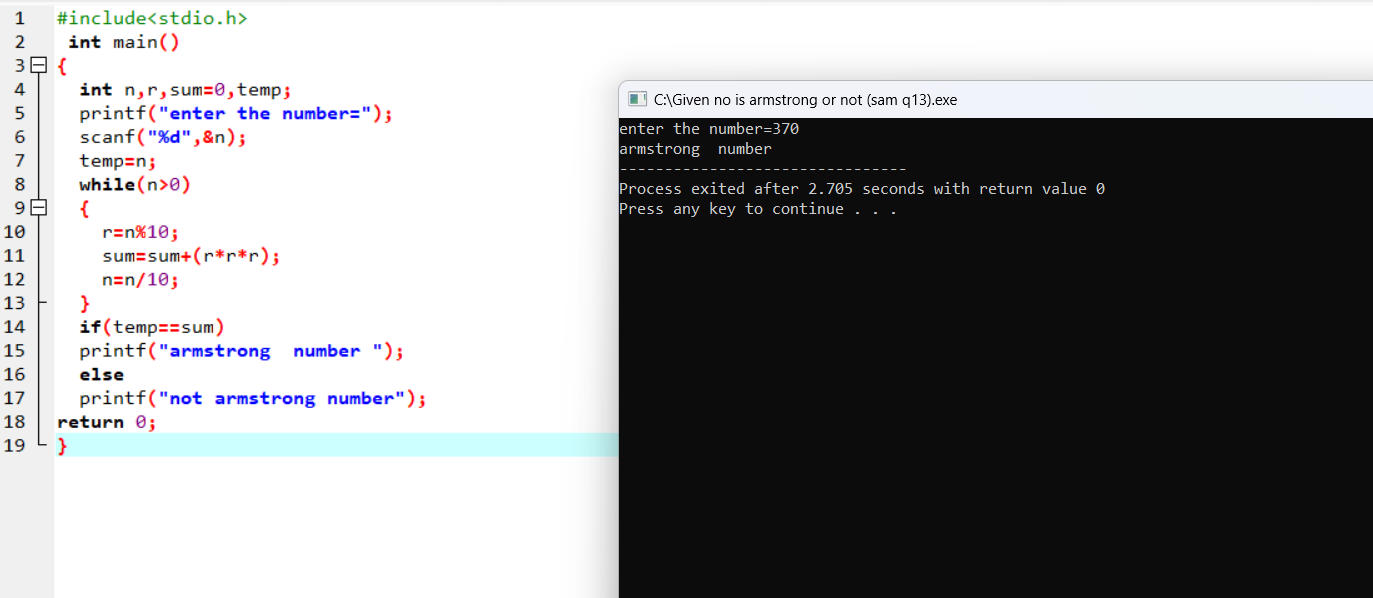 1 #include<stdio.h>
2 int main()
3 {
4 int n,r,sum=0,temp;
5 printf("enter the number=");
6 scanf("%d",&n);
7 temp=n;
8 while(n>0)
9 {
10 r=n%10;
11 sum=sum+(r*r*r);
12 n=n/10;
13 }
14 if(temp==sum)
15 printf("armstrong  number ");
16 else
17 printf("not armstrong number");
18 return 0;
19 }
C:\Given no is armstrong or not (sam q13).exe
enter the number=370
armstrong  number
--------------------------------
Process exited after 2.705 seconds with return value 0
Press any key to continue . . .